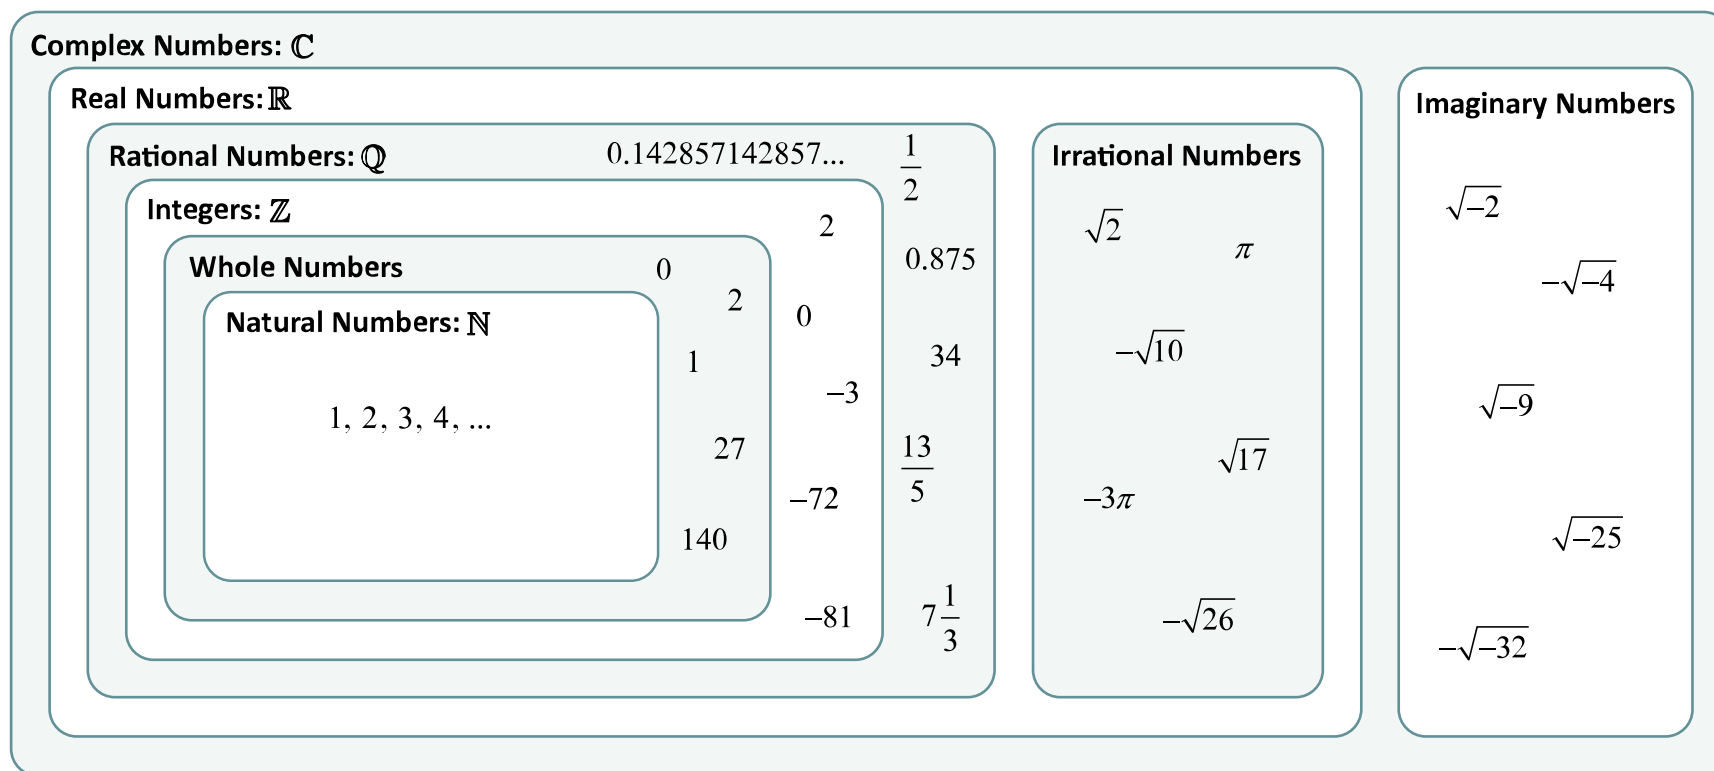 Complex Numbers: ℂ
Real Numbers: ℝ
Imaginary Numbers
Rational Numbers: ℚ
0.142857142857...
1/2
Irrational Numbers
Integers: ℤ
2
√2
√−2
π
Whole Numbers
0
0.875
−√−4
2
0
Natural Numbers: ℕ
1
34
−√10
−3
√−9
1, 2, 3, 4, ...
27
13/5
√17
−72
−3π
140
√−25
−81
7 1/3
−√26
−√−32